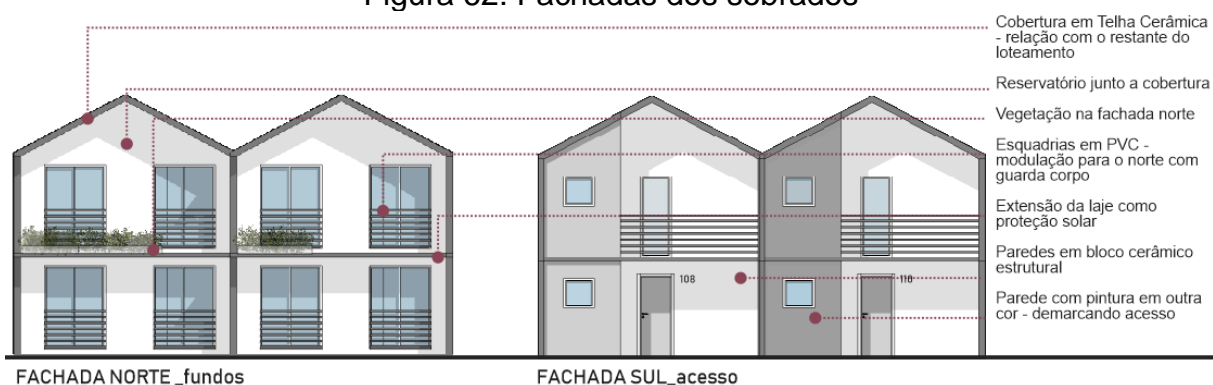 Figura 62. Fachadas dos sobrados
Cobertura em Telha Cerâmica
- relação com o restante do
loteamento
Reservatório junto a cobertura
Vegetação na fachada norte
Esquadrias em PVC -
modulação para o norte com
guarda corpo
Extensão da laje como
proteção solar
Paredes em bloco cerâmico
estrutural
Parede com pintura em outra
cor - demarcando acesso
108
110
FACHADA NORTE_fundos
FACHADA SUL_acesso